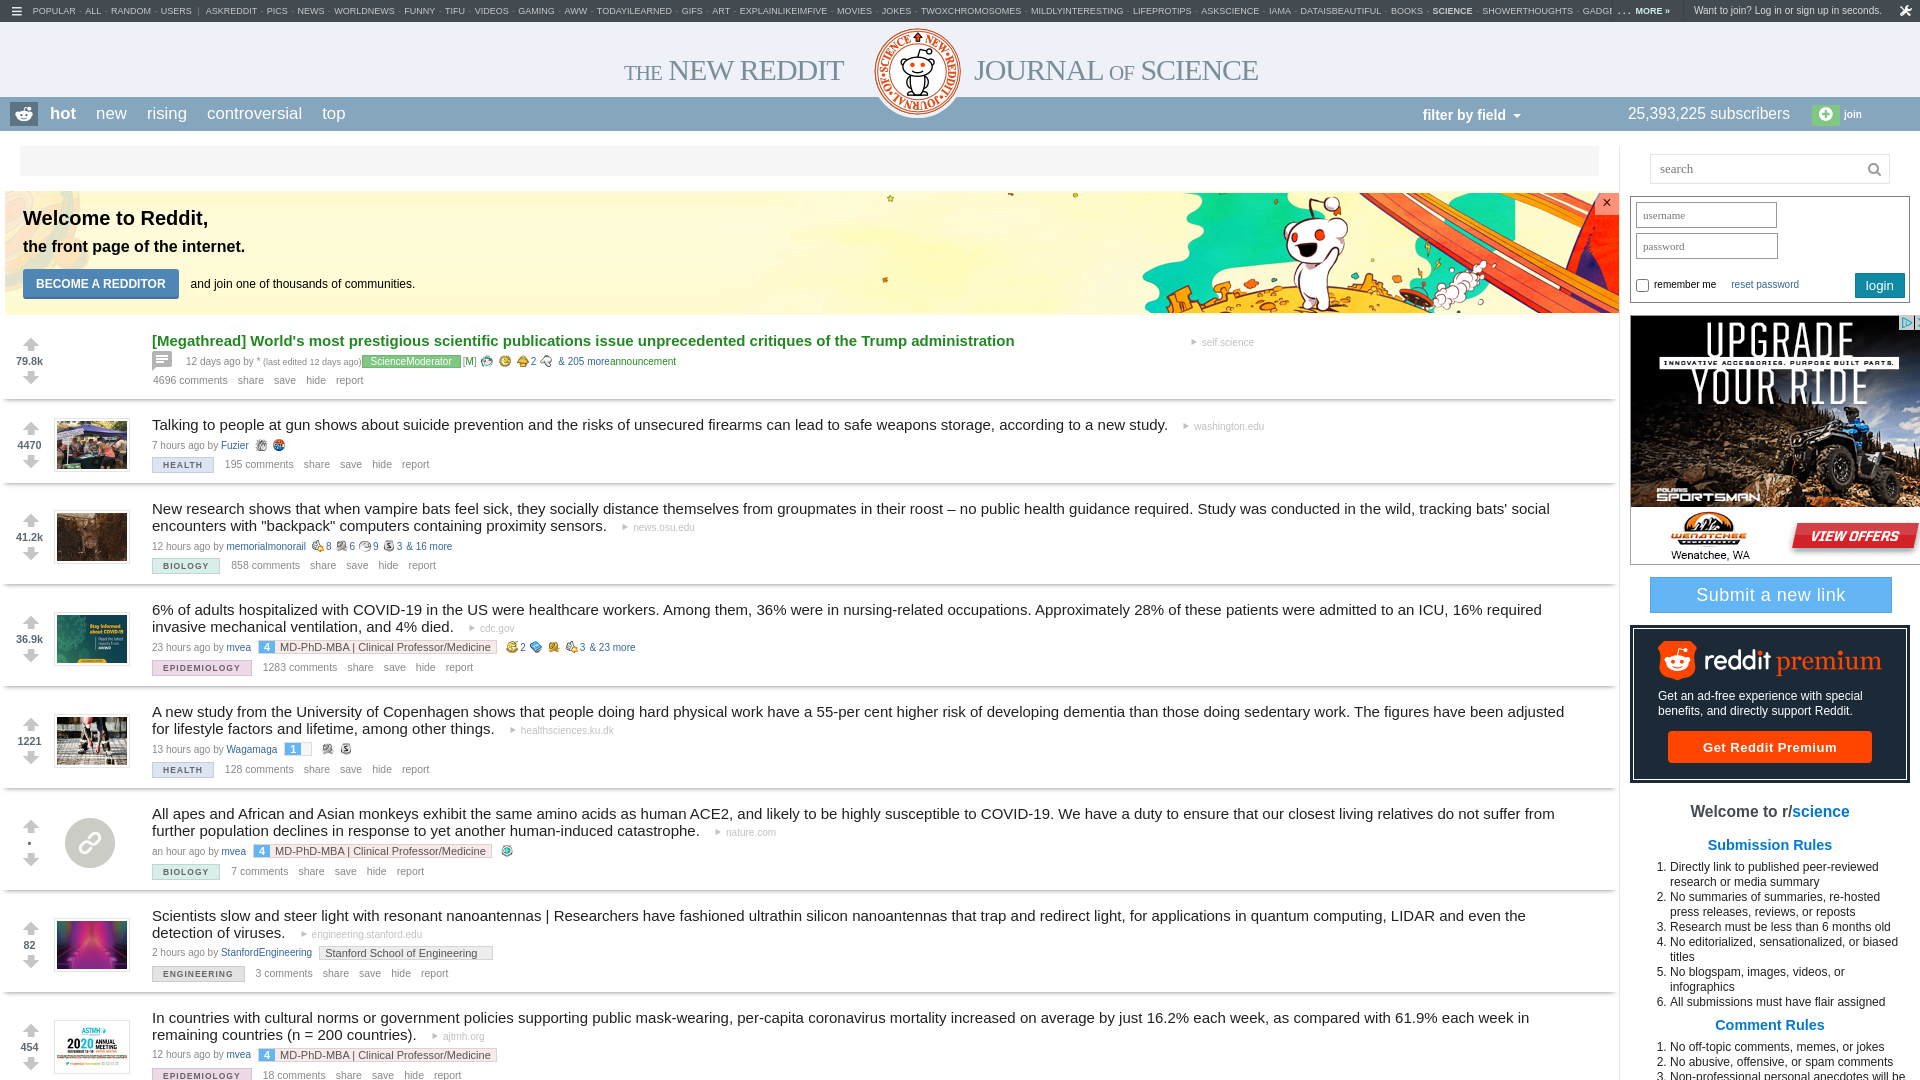 POPULAR - ALL - RANDOM - USERS | ASKREDDIT - PICS - NEWS - WORLDNEWS - FUNNY - TIFU - VIDEOS - GAMING - AWW - TODAYILEARNED - GIFS - ART - EXPLAINLIKEIMFIVE - MOVIES - JOKES - TWOXCHROMOSOMES - MILDLYINTERESTING - LIFEPROTIPS - ASKSCIENCE - IAMA - DATAISBEAUTIFUL - BOOKS - SCIENCE - SHOWERTHOUGHTS - ... MORE »
Want to join? Log in or sign up in seconds.
THE NEW REDDIT JOURNAL OF SCIENCE
hot new rising controversial top
filter by field
25,393,225 subscribers
join
search
Welcome to Reddit,
the front page of the internet.
BECOME A REDDITOR
and join one of thousands of communities.
×
username
password
remember me reset password login
[Megathread] World's most prestigious scientific publications issue unprecedented critiques of the Trump administration
self.science
79.8k
12 days ago by * (last edited 12 days ago) ScienceModerator [M] 2 & 205 more announcement
4696 comments share save hide report
Talking to people at gun shows about suicide prevention and the risks of unsecured firearms can lead to safe weapons storage, according to a new study. washington.edu
4470
7 hours ago by Fuzier
HEALTH 195 comments share save hide report
New research shows that when vampire bats feel sick, they socially distance themselves from groupmates in their roost – no public health guidance required. Study was conducted in the wild, tracking bats' social
encounters with "backpack" computers containing proximity sensors. news.osu.edu
41.2k
12 hours ago by memorialmonorail 8 6 9 3 & 16 more
BIOLOGY 858 comments share save hide report
6% of adults hospitalized with COVID-19 in the US were healthcare workers. Among them, 36% were in nursing-related occupations. Approximately 28% of these patients were admitted to an ICU, 16% required
invasive mechanical ventilation, and 4% died. cdc.gov
36.9k
23 hours ago by mvea 4 MD-PhD-MBA | Clinical Professor/Medicine 2 3 & 23 more
EPIDEMIOLOGY 1283 comments share save hide report
A new study from the University of Copenhagen shows that people doing hard physical work have a 55-per cent higher risk of developing dementia than those doing sedentary work. The figures have been adjusted
for lifestyle factors and lifetime, among other things. healthsciences.ku.dk
1221
13 hours ago by Wagamaga 1
HEALTH 128 comments share save hide report
All apes and African and Asian monkeys exhibit the same amino acids as human ACE2, and likely to be highly susceptible to COVID-19. We have a duty to ensure that our closest living relatives do not suffer from
further population declines in response to yet another human-induced catastrophe. nature.com
•
an hour ago by mvea 4 MD-PhD-MBA | Clinical Professor/Medicine
BIOLOGY 7 comments share save hide report
Scientists slow and steer light with resonant nanoantennas | Researchers have fashioned ultrathin silicon nanoantennas that trap and redirect light, for applications in quantum computing, LIDAR and even the
detection of viruses. engineering.stanford.edu
82
2 hours ago by StanfordEngineering Stanford School of Engineering
ENGINEERING 3 comments share save hide report
In countries with cultural norms or government policies supporting public mask-wearing, per-capita coronavirus mortality increased on average by just 16.2% each week, as compared with 61.9% each week in
remaining countries (n = 200 countries). ajtmh.org
454
ASTMH
2020 ANNUAL
MEETING
12 hours ago by mvea 4 MD-PhD-MBA | Clinical Professor/Medicine
EPIDEMIOLOGY 18 comments share save hide report
UPGRADE
INNOVATIVE ACCESSORIES. PURPOSE BUILT PARTS.
YOUR RIDE
POLARIS
SPORTSMAN
WENATCHEE
Wenatchee, WA
VIEW OFFERS
Submit a new link
reddit premium
Get an ad-free experience with special
benefits, and directly support Reddit.
Get Reddit Premium
Welcome to r/science
Submission Rules
1. Directly link to published peer-reviewed
research or media summary
2. No summaries of summaries, re-hosted
press releases, reviews, or reposts
3. Research must be less than 6 months old
4. No editorialized, sensationalized, or biased
titles
5. No blogspam, images, videos, or
infographics
6. All submissions must have flair assigned
Comment Rules
1. No off-topic comments, memes, or jokes
2. No abusive, offensive, or spam comments
3. Non-professional personal anecdotes will be